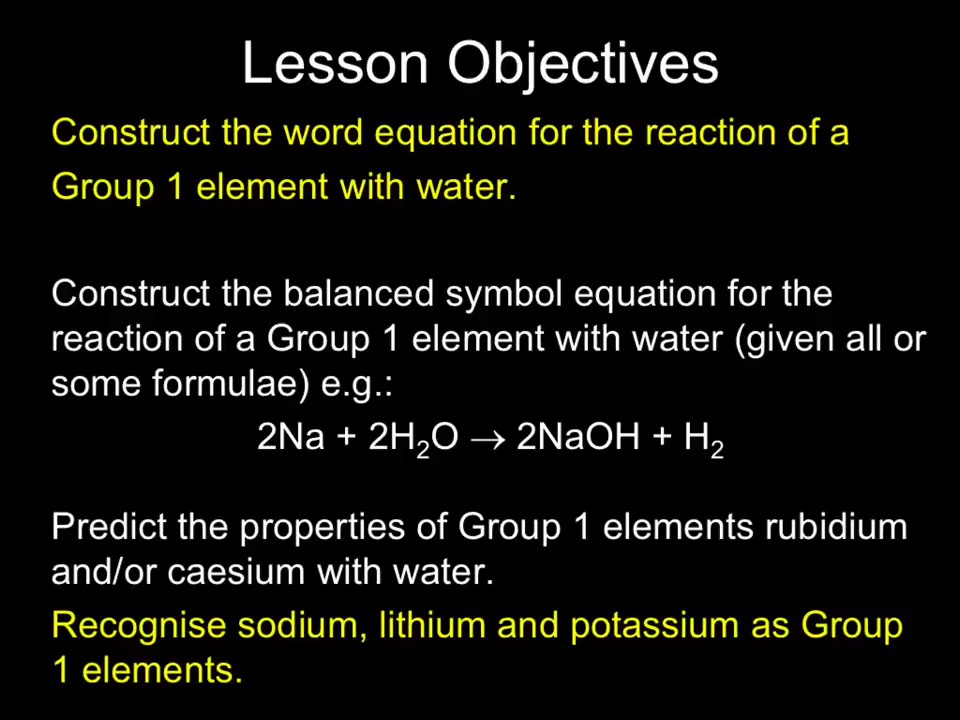 Lesson Objectives
Construct the word equation for the reaction of a
Group 1 element with water.
Construct the balanced symbol equation for the
reaction of a Group 1 element with water (given all or
some formulae) e.g.:
2Na + 2H₂O → 2NaOH + H₂
Predict the properties of Group 1 elements rubidium
and/or caesium with water.
Recognise sodium, lithium and potassium as Group
1 elements.